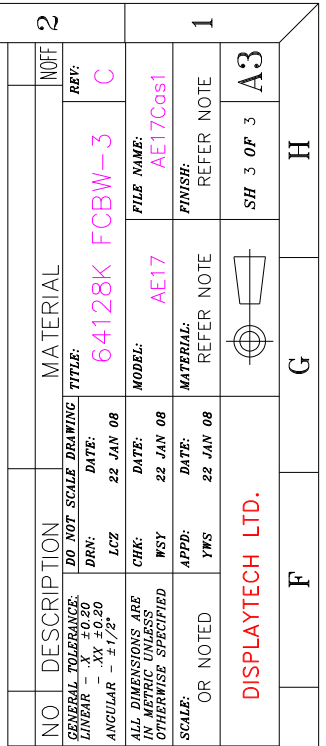 NO DESCRIPTION MATERIAL NOFF
GENERAL TOLERANCE:
LINEAR - .X ±0.20
- .XX ±0.20
ANGULAR - ±1/2°
DO NOT SCALE DRAWING
DRN: DATE:
LCZ 22 JAN 08
TITLE:
64128K FCBW-3
REV:
C
ALL DIMENSIONS ARE
IN METRIC UNLESS
OTHERWISE SPECIFIED
CHK: DATE:
WSY 22 JAN 08
MODEL:
AE17
FILE NAME:
AE17Cas1
SCALE:
OR NOTED
APPD: DATE:
YWS 22 JAN 08
MATERIAL:
REFER NOTE
FINISH:
REFER NOTE
DISPLAYTECH LTD.
SH 3 OF 3
A3
2
1
F G H